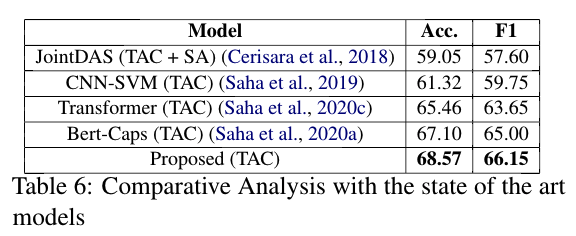 Model Acc. F1
JointDAS (TAC + SA) (Cerisara et al., 2018) 59.05 57.60
CNN-SVM (TAC) (Saha et al., 2019) 61.32 59.75
Transformer (TAC) (Saha et al., 2020c) 65.46 63.65
Bert-Caps (TAC) (Saha et al., 2020a) 67.10 65.00
Proposed (TAC) 68.57 66.15
Table 6: Comparative Analysis with the state of the art
models